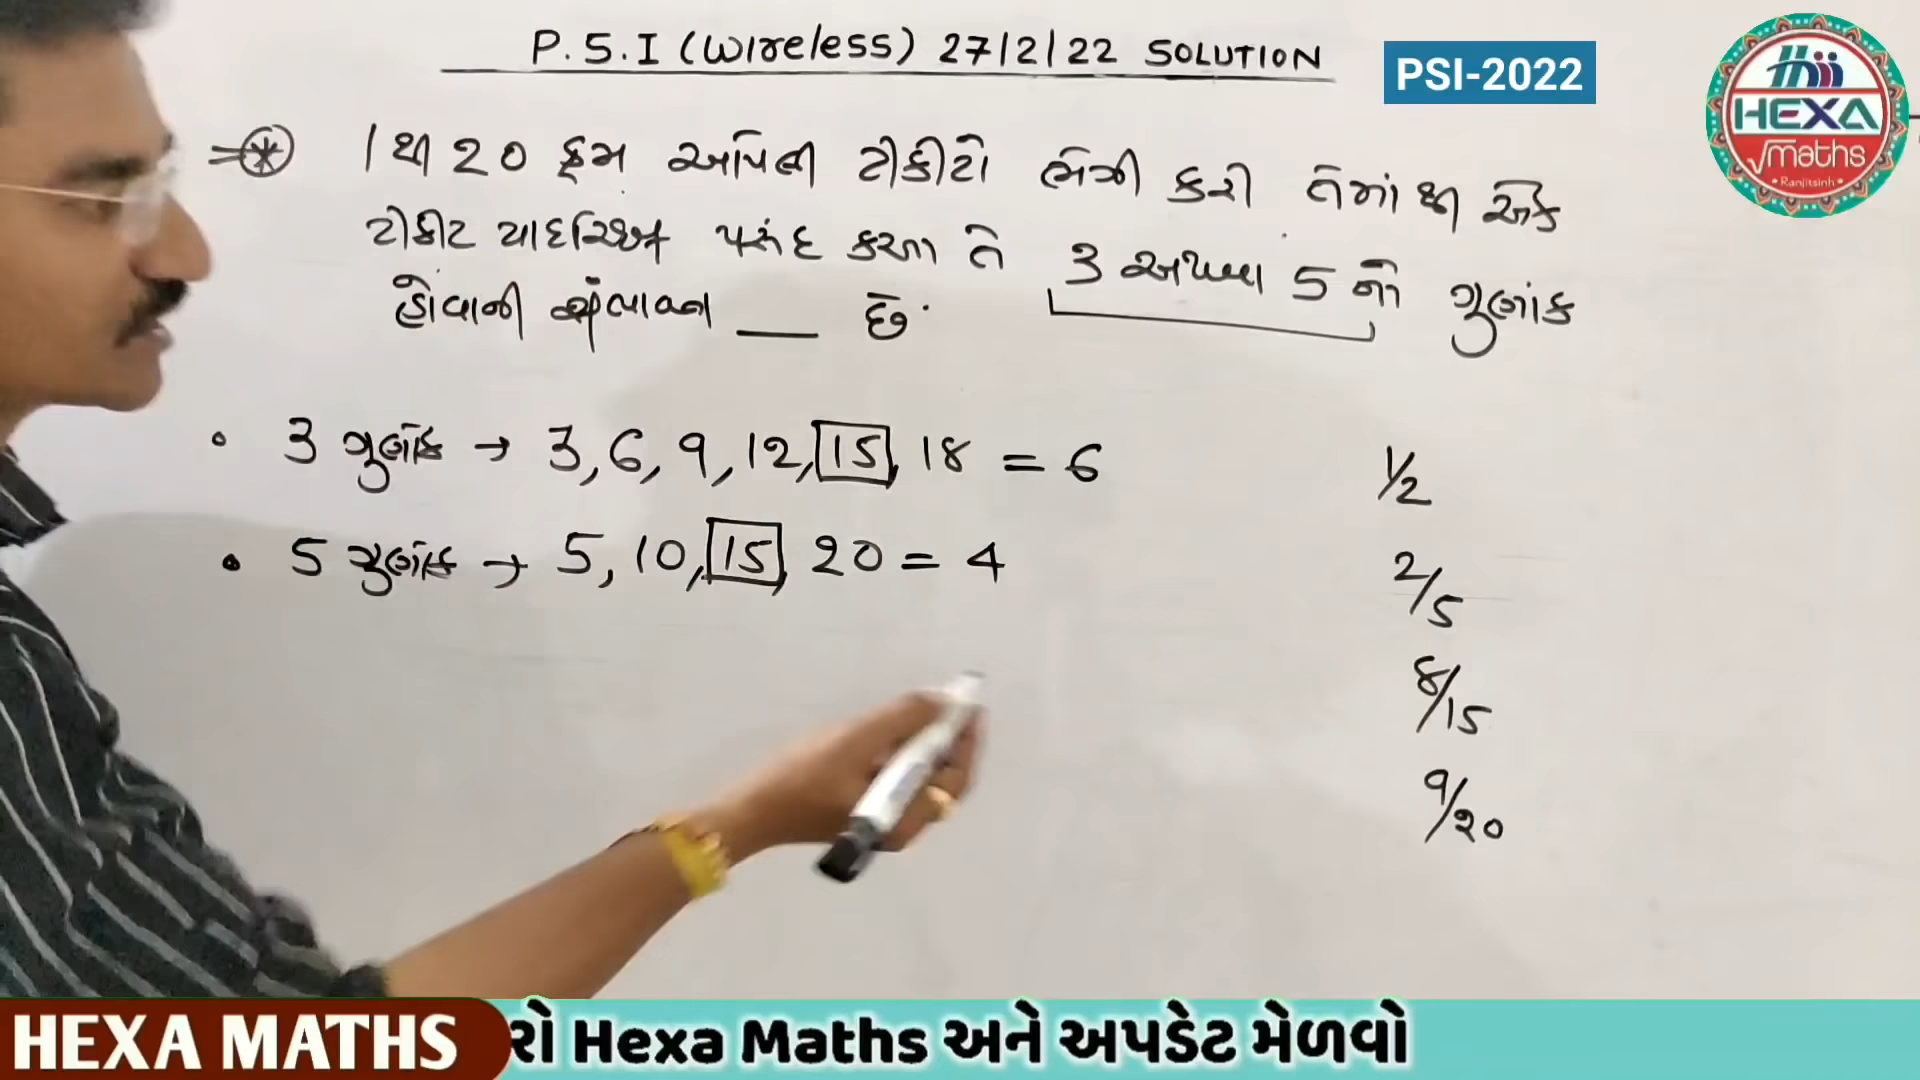 P.S.I (Wireless) 27/2/22 SOLUTION
PSI-2022
HEXA
√maths
Ranjitsinh
1 થી 20 ક્રમ આપેલી ટીકીટો ભેગી કરી તેમાં થી એક
ટીકીટ યાદચ્છિક પસંદ કરતા તે 3 અથવા 5 નો ગુણાંક
હોવાની સંભાવના ___ છે.
• 3 ગુણાંક → 3, 6, 9, 12, 15, 18 = 6
• 5 ગુણાંક → 5, 10, 15, 20 = 4
1/2
2/5
8/15
9/20
HEXA MATHS
રો Hexa Maths અને અપડેટ મેળવો